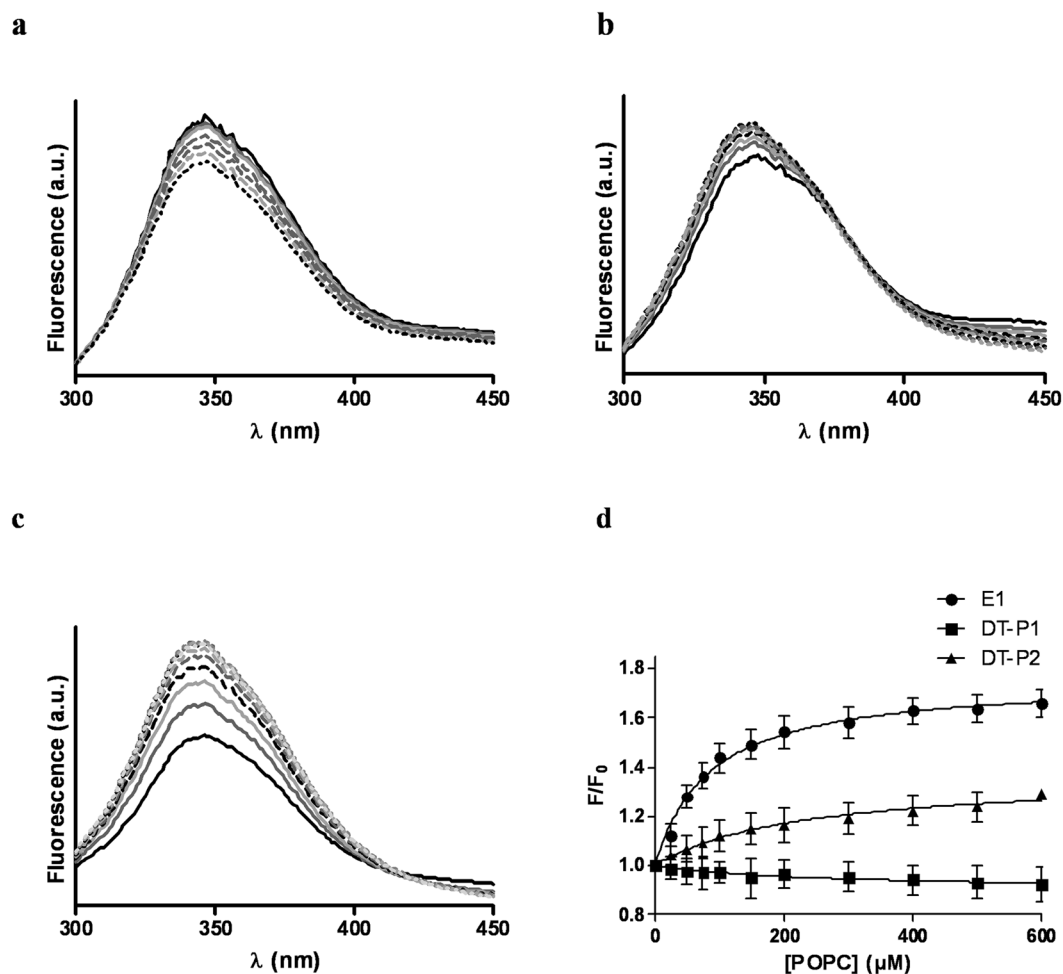 a
Fluorescence (a.u.)
300 350 400 450
λ (nm)
b
Fluorescence (a.u.)
300 350 400 450
λ (nm)
c
Fluorescence (a.u.)
300 350 400 450
λ (nm)
d
E1
DT-P1
DT-P2
F/F0
1.8
1.6
1.4
1.2
1.0
0.8
0 200 400 600
[POPC] (µM)